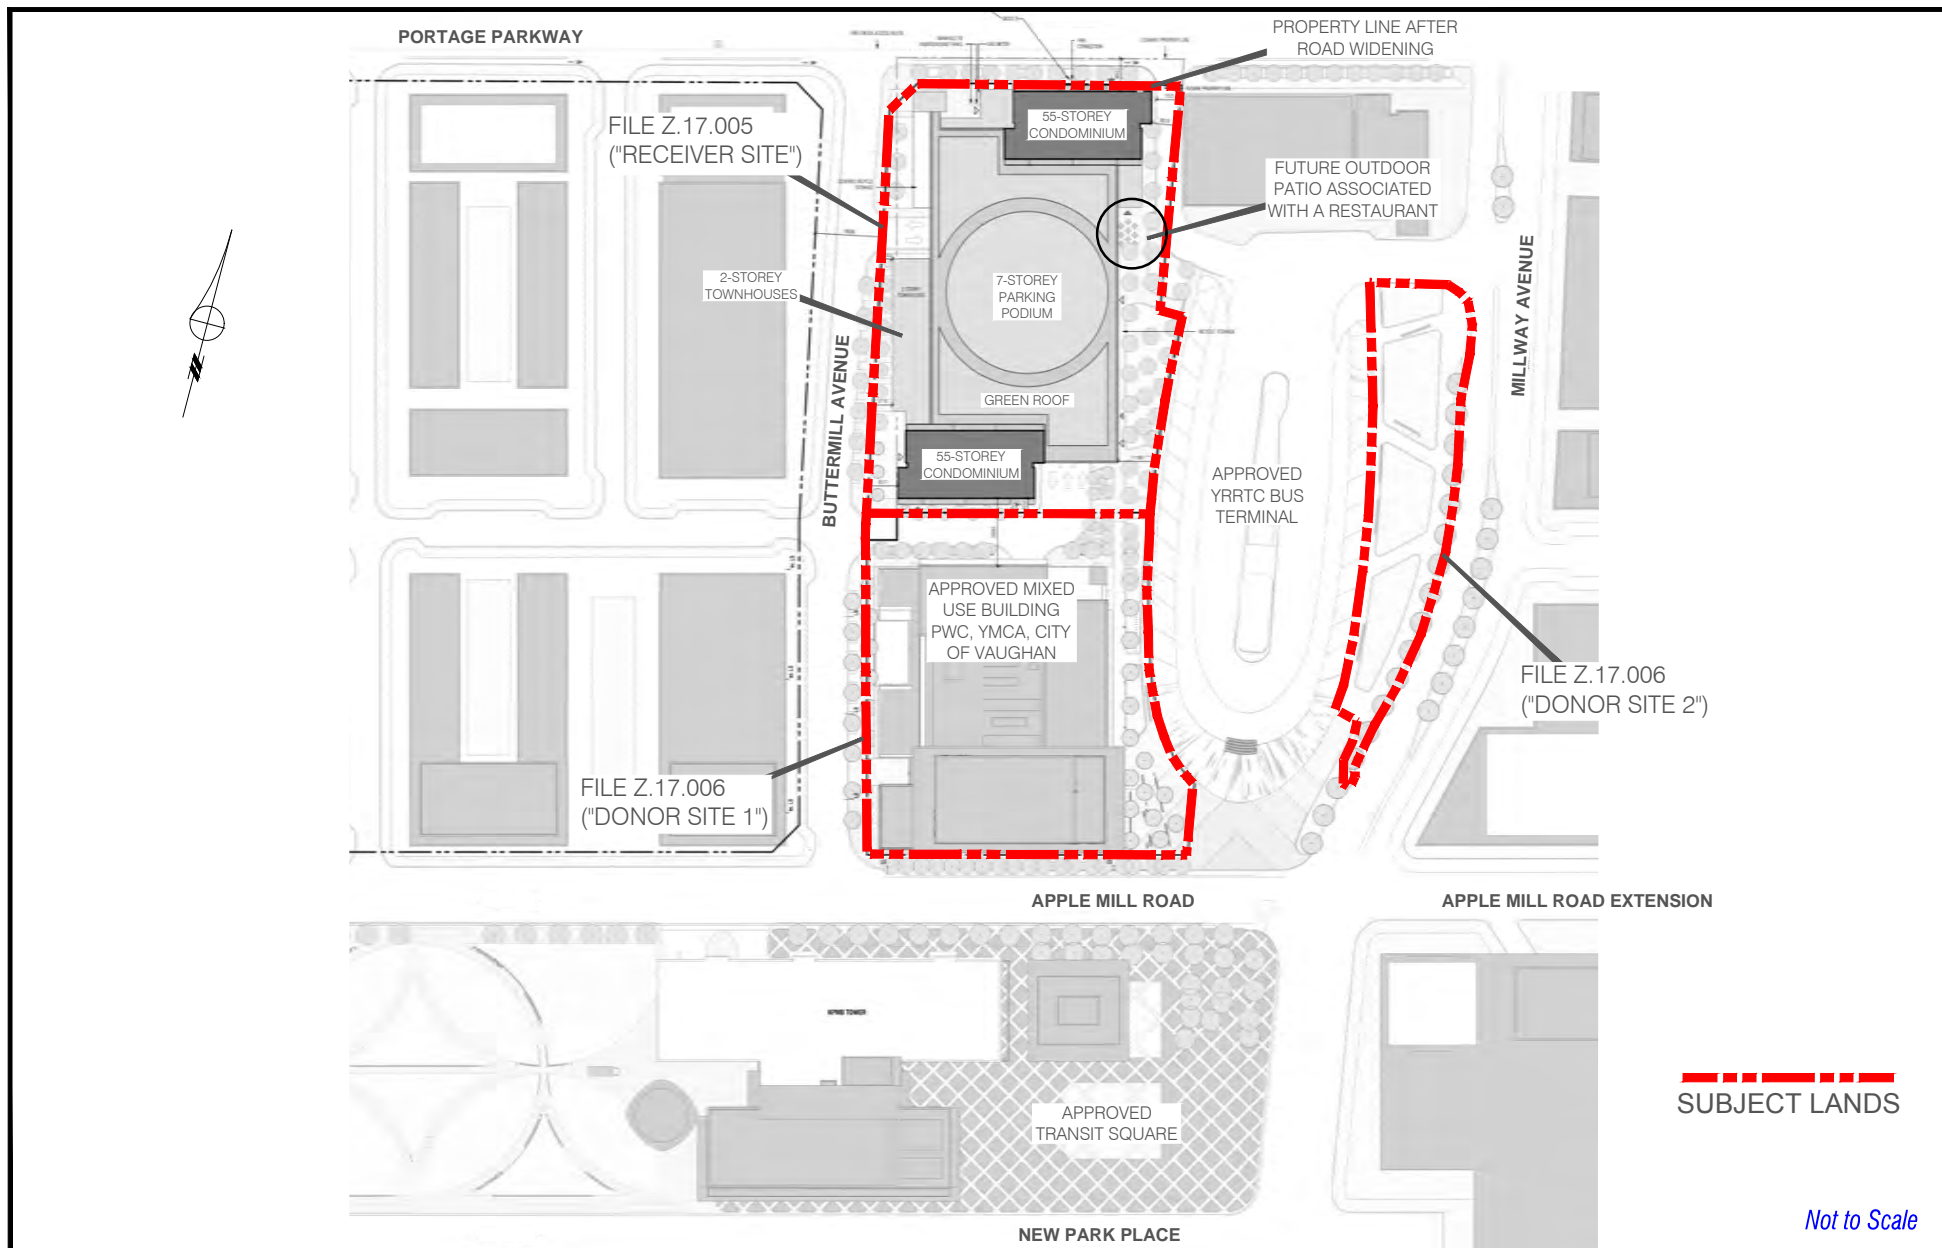 PORTAGE PARKWAY
PROPERTY LINE AFTER
ROAD WIDENING
FILE Z.17.005
("RECEIVER SITE")
55-STOREY
CONDOMINIUM
FUTURE OUTDOOR
PATIO ASSOCIATED
WITH A RESTAURANT
2-STOREY
TOWNHOUSES
7-STOREY
PARKING
PODIUM
GREEN ROOF
BUTTERMILL AVENUE
MILLWAY AVENUE
55-STOREY
CONDOMINIUM
APPROVED
YRRTC BUS
TERMINAL
APPROVED MIXED
USE BUILDING
PWC, YMCA, CITY
OF VAUGHAN
FILE Z.17.006
("DONOR SITE 2")
FILE Z.17.006
("DONOR SITE 1")
APPLE MILL ROAD
APPLE MILL ROAD EXTENSION
KPMG TOWER
APPROVED
TRANSIT SQUARE
SUBJECT LANDS
NEW PARK PLACE
Not to Scale